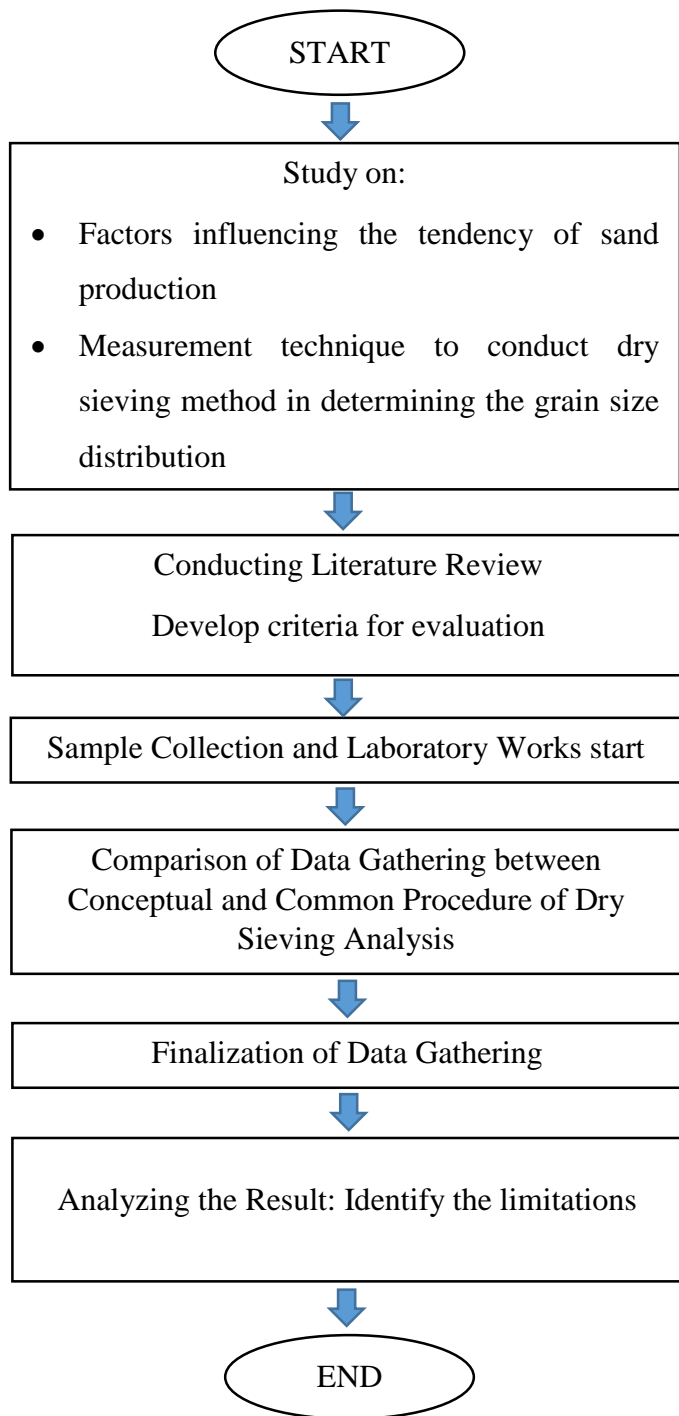 START
Study on:
• Factors influencing the tendency of sand
production
• Measurement technique to conduct dry
sieving method in determining the grain size
distribution
Conducting Literature Review
Develop criteria for evaluation
Sample Collection and Laboratory Works start
Comparison of Data Gathering between
Conceptual and Common Procedure of Dry
Sieving Analysis
Finalization of Data Gathering
Analyzing the Result: Identify the limitations
END